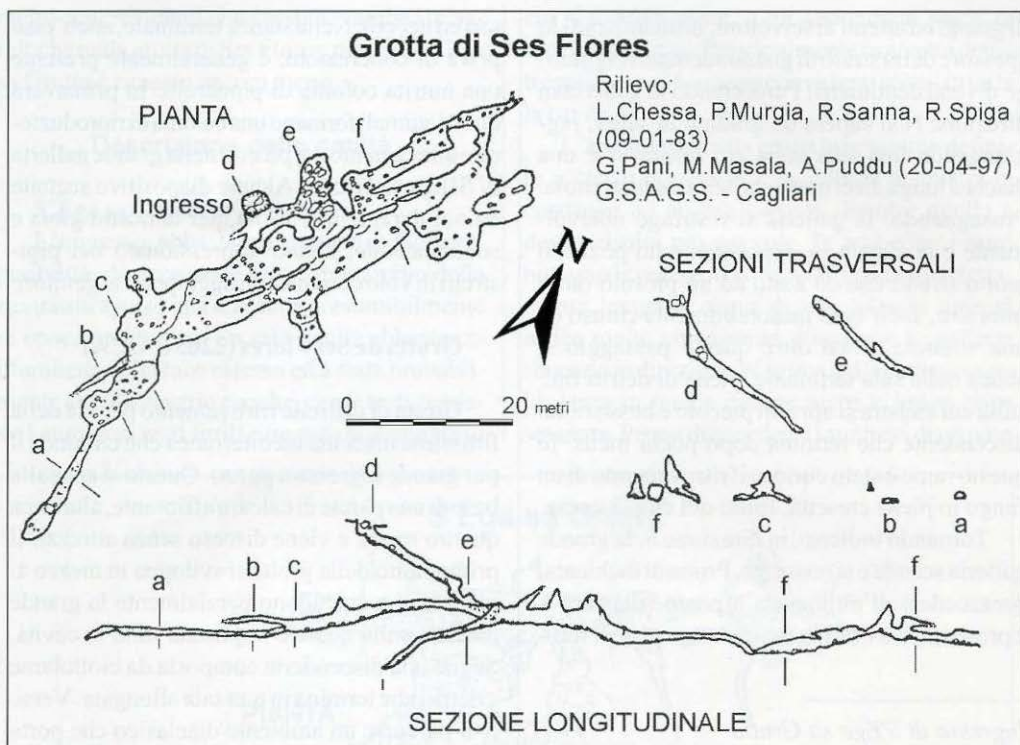 Grotta di Ses Flores
PIANTA
Rilievo:
L.Chessa, P.Murgia, R.Sanna, R.Spiga
(09-01-83)
G.Pani, M.Masala, A.Puddu (20-04-97)
G.R.A.G.S. - Cagliari
e
f
d
Ingresso
c
b
a
N
0 20 metri
SEZIONI TRASVERSALI
d
e
f
c
b
a
d
e
a
b
c
f
f
SEZIONE LONGITUDINALE